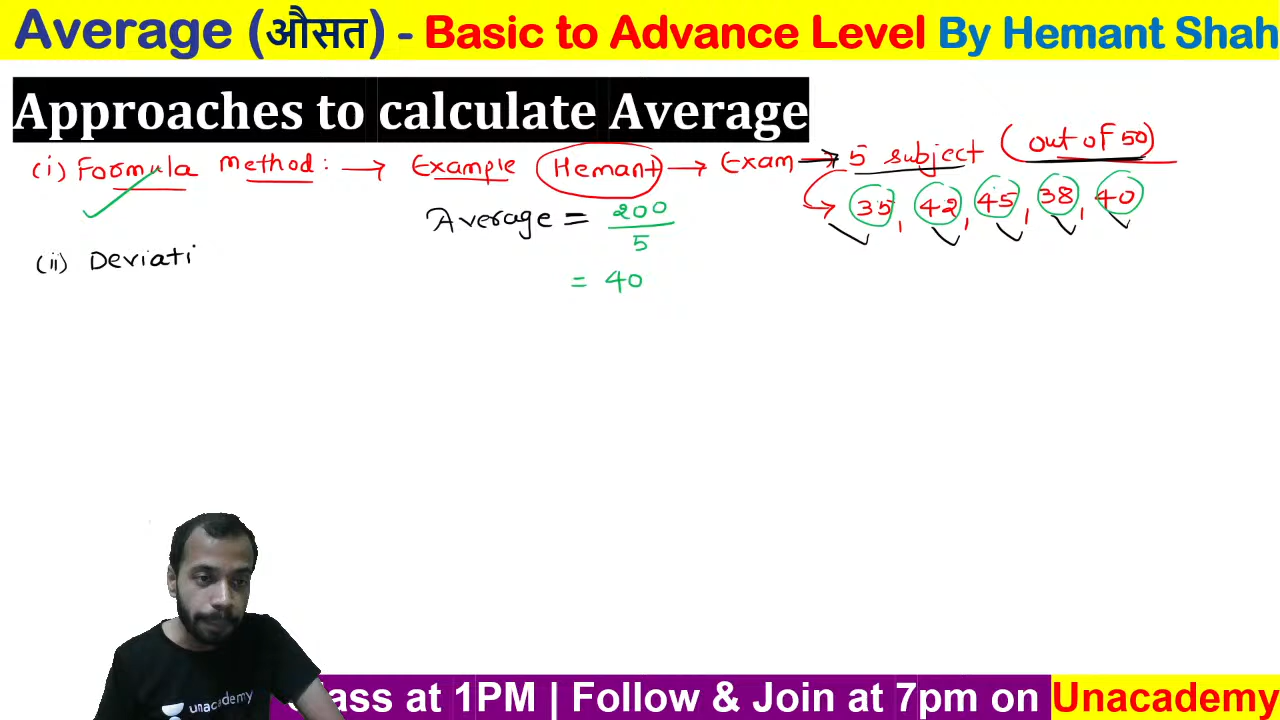 Average (औसत) - Basic to Advance Level By Hemant Shah
Approaches to calculate Average
(i) Formula method: → Example Hemant → Exam → 5 subject (out of 50)
35, 42, 45, 38, 40
Average = 200
5
= 40
(ii) Deviati
unacademy
Class at 1PM | Follow & Join at 7pm on Unacademy